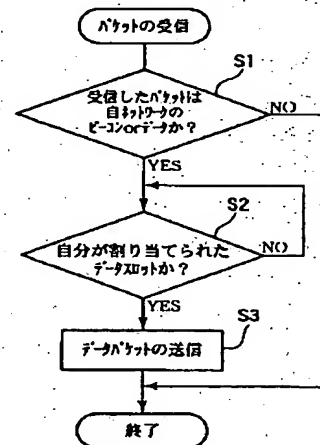 パケットの受信
S1
受信したパケットは
自ネットワークの
ビーコンorデータか?
NO
YES
S2
自分が割り当てられた
データスロットか?
NO
YES
S3
データパケットの送信
終了